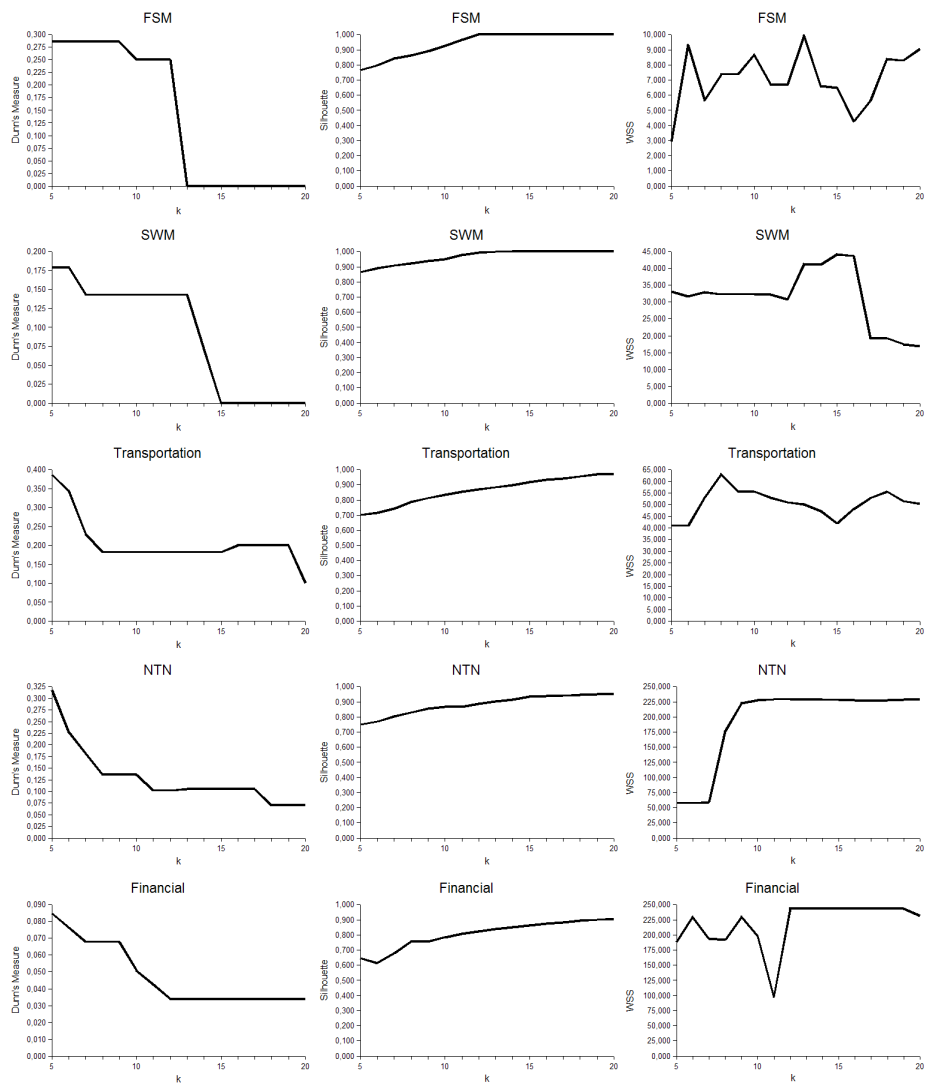 FSM
0,300
0,275
0,250
0,225
0,200
0,175
0,150
0,125
0,100
0,075
0,050
0,025
0,000
Dunn's Measure
5 10 15 20
k
FSM
1,000
0,900
0,800
0,700
0,600
0,500
0,400
0,300
0,200
0,100
0,000
Silhouette
5 10 15 20
k
FSM
10,000
9,000
8,000
7,000
6,000
5,000
4,000
3,000
2,000
1,000
0,000
WSS
5 10 15 20
k
SWM
0,200
0,175
0,150
0,125
0,100
0,075
0,050
0,025
0,000
Dunn's Measure
5 10 15 20
k
SWM
1,000
0,900
0,800
0,700
0,600
0,500
0,400
0,300
0,200
0,100
0,000
Silhouette
5 10 15 20
k
SWM
45,000
40,000
35,000
30,000
25,000
20,000
15,000
10,000
5,000
0,000
WSS
5 10 15 20
k
Transportation
0,400
0,350
0,300
0,250
0,200
0,150
0,100
0,050
0,000
Dunn's Measure
5 10 15 20
k
Transportation
1,000
0,900
0,800
0,700
0,600
0,500
0,400
0,300
0,200
0,100
0,000
Silhouette
5 10 15 20
k
Transportation
65,000
60,000
55,000
50,000
45,000
40,000
35,000
30,000
25,000
20,000
15,000
10,000
5,000
0,000
WSS
5 10 15 20
k
NTN
0,325
0,300
0,275
0,250
0,225
0,200
0,175
0,150
0,125
0,100
0,075
0,050
0,025
0,000
Dunn's Measure
5 10 15 20
k
NTN
1,000
0,900
0,800
0,700
0,600
0,500
0,400
0,300
0,200
0,100
0,000
Silhouette
5 10 15 20
k
NTN
250,000
225,000
200,000
175,000
150,000
125,000
100,000
75,000
50,000
25,000
0,000
WSS
5 10 15 20
k
Financial
0,090
0,080
0,070
0,060
0,050
0,040
0,030
0,020
0,010
0,000
Dunn's Measure
5 10 15 20
k
Financial
1,000
0,900
0,800
0,700
0,600
0,500
0,400
0,300
0,200
0,100
0,000
Silhouette
5 10 15 20
k
Financial
250,000
225,000
200,000
175,000
150,000
125,000
100,000
75,000
50,000
25,000
0,000
WSS
5 10 15 20
k